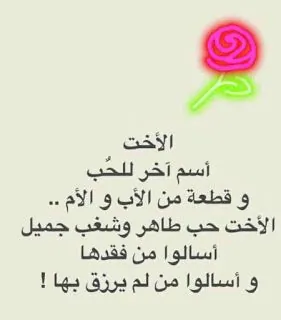 الأخت
أسم آخر للحُب
و قطعة من الأب و الأم ..
الأخت حب طاهر وشغب جميل
أسالوا من فقدها
و أسالوا من لم يرزق بها !